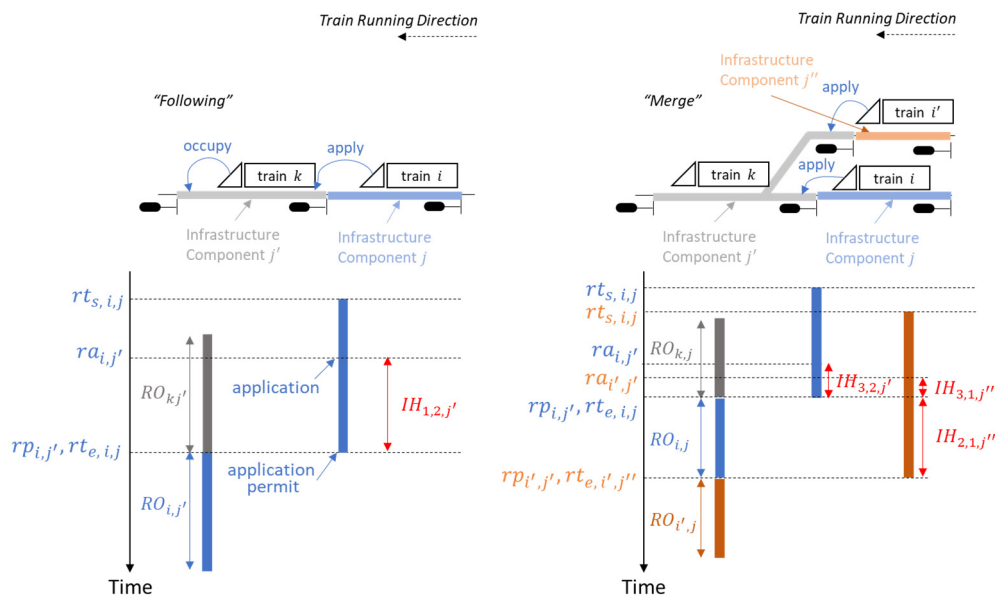 Train Running Direction
"Following"
occupy
apply
train k
train i
Infrastructure
Component j'
Infrastructure
Component j
rt_{s,i,j}
ra_{i,j'}
RO_{kj'}
application
IH_{1,2,j'}
rp_{i,j'}, rt_{e,i,j}
application
permit
RO_{i,j'}
Time
Train Running Direction
Infrastructure
Component j''
"Merge"
apply
train i'
train k
apply
train i
Infrastructure
Component j'
Infrastructure
Component j
rt_{s,i,j}
rt_{s,i,j}
RO_{k,j}
ra_{i,j'}
ra_{i',j'}
IH_{3,2,j'}
IH_{3,1,j''}
rp_{i,j'}, rt_{e,i,j}
RO_{i,j}
IH_{2,1,j''}
rp_{i',j'}, rt_{e,i',j''}
RO_{i',j}
Time